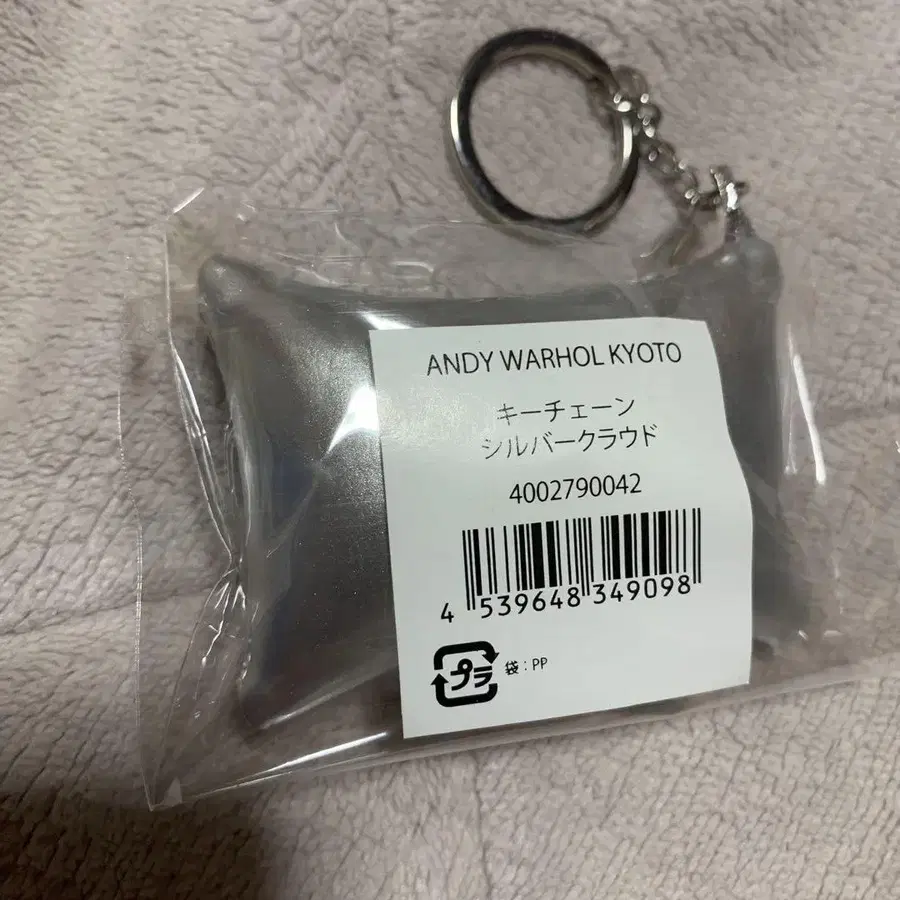 ANDY WARHOL KYOTO
キーチェーン
シルバークラウド
4002790042
4 539648 349098
プラ 袋：PP